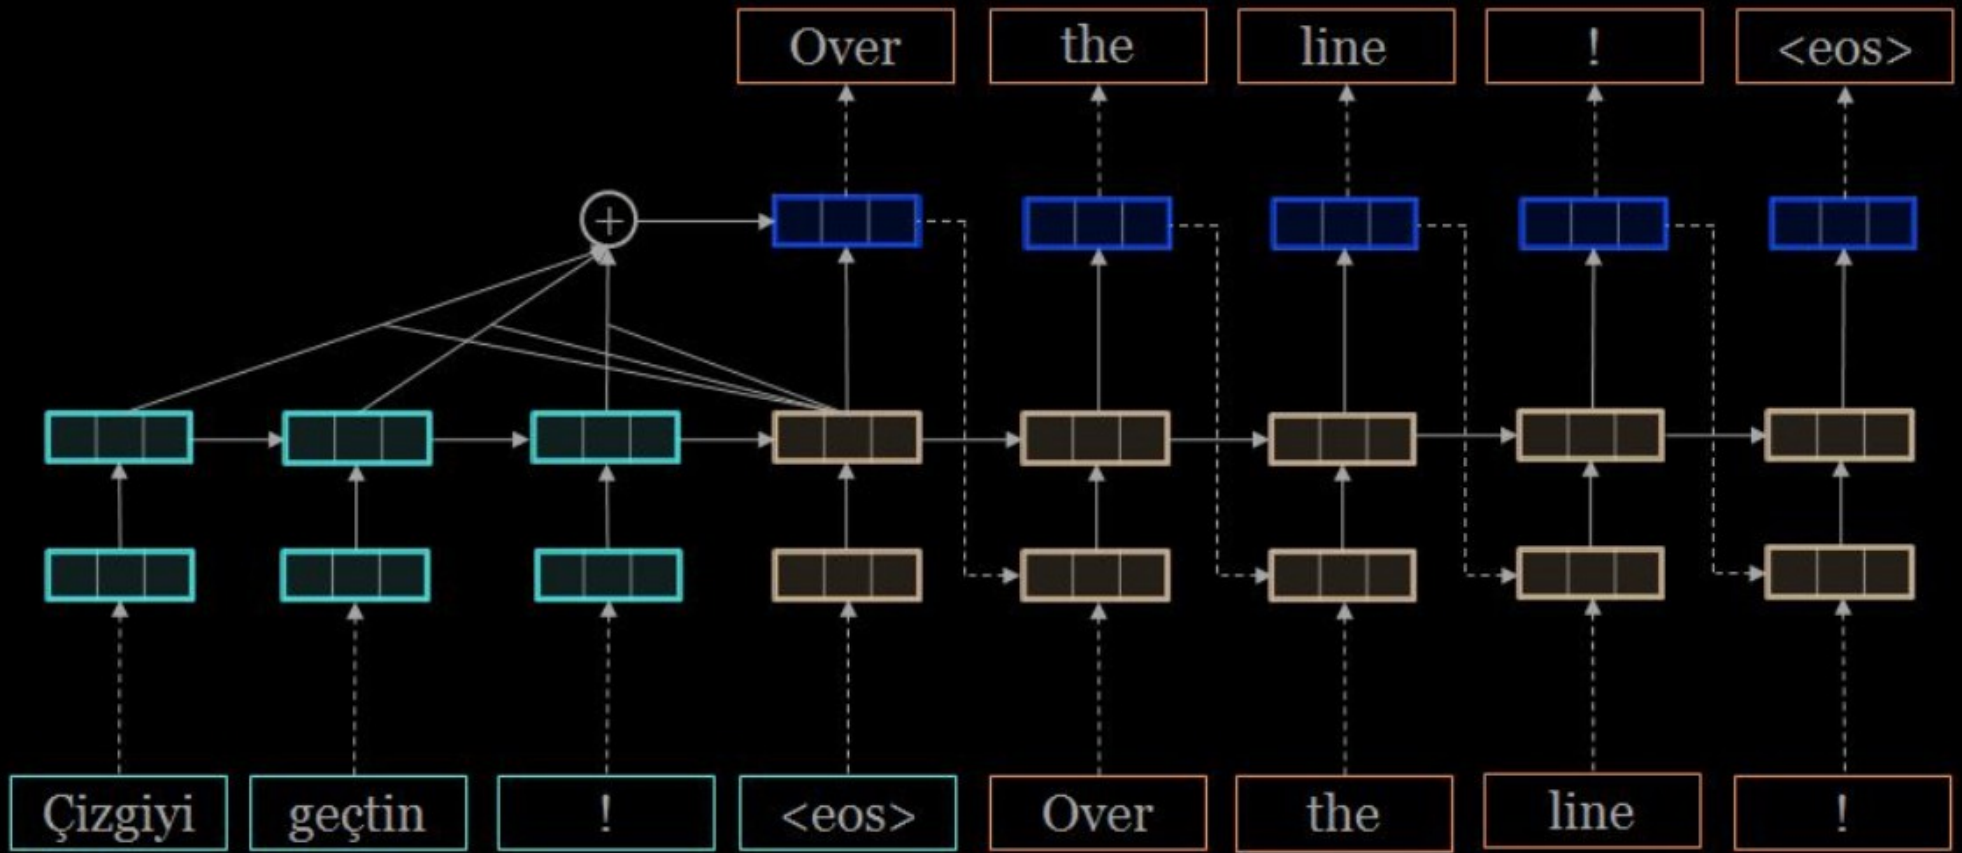 Over the line ! <eos>
+
Çizgiyi geçtin ! <eos> Over the line !